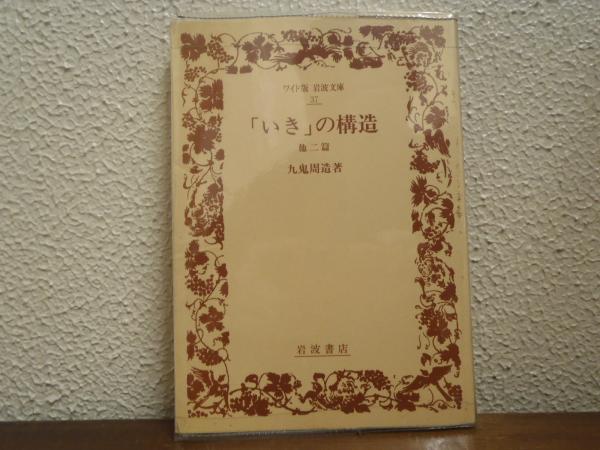 ワイド版 岩波文庫
37
「いき」の構造
他二篇
九鬼周造著
岩波書店